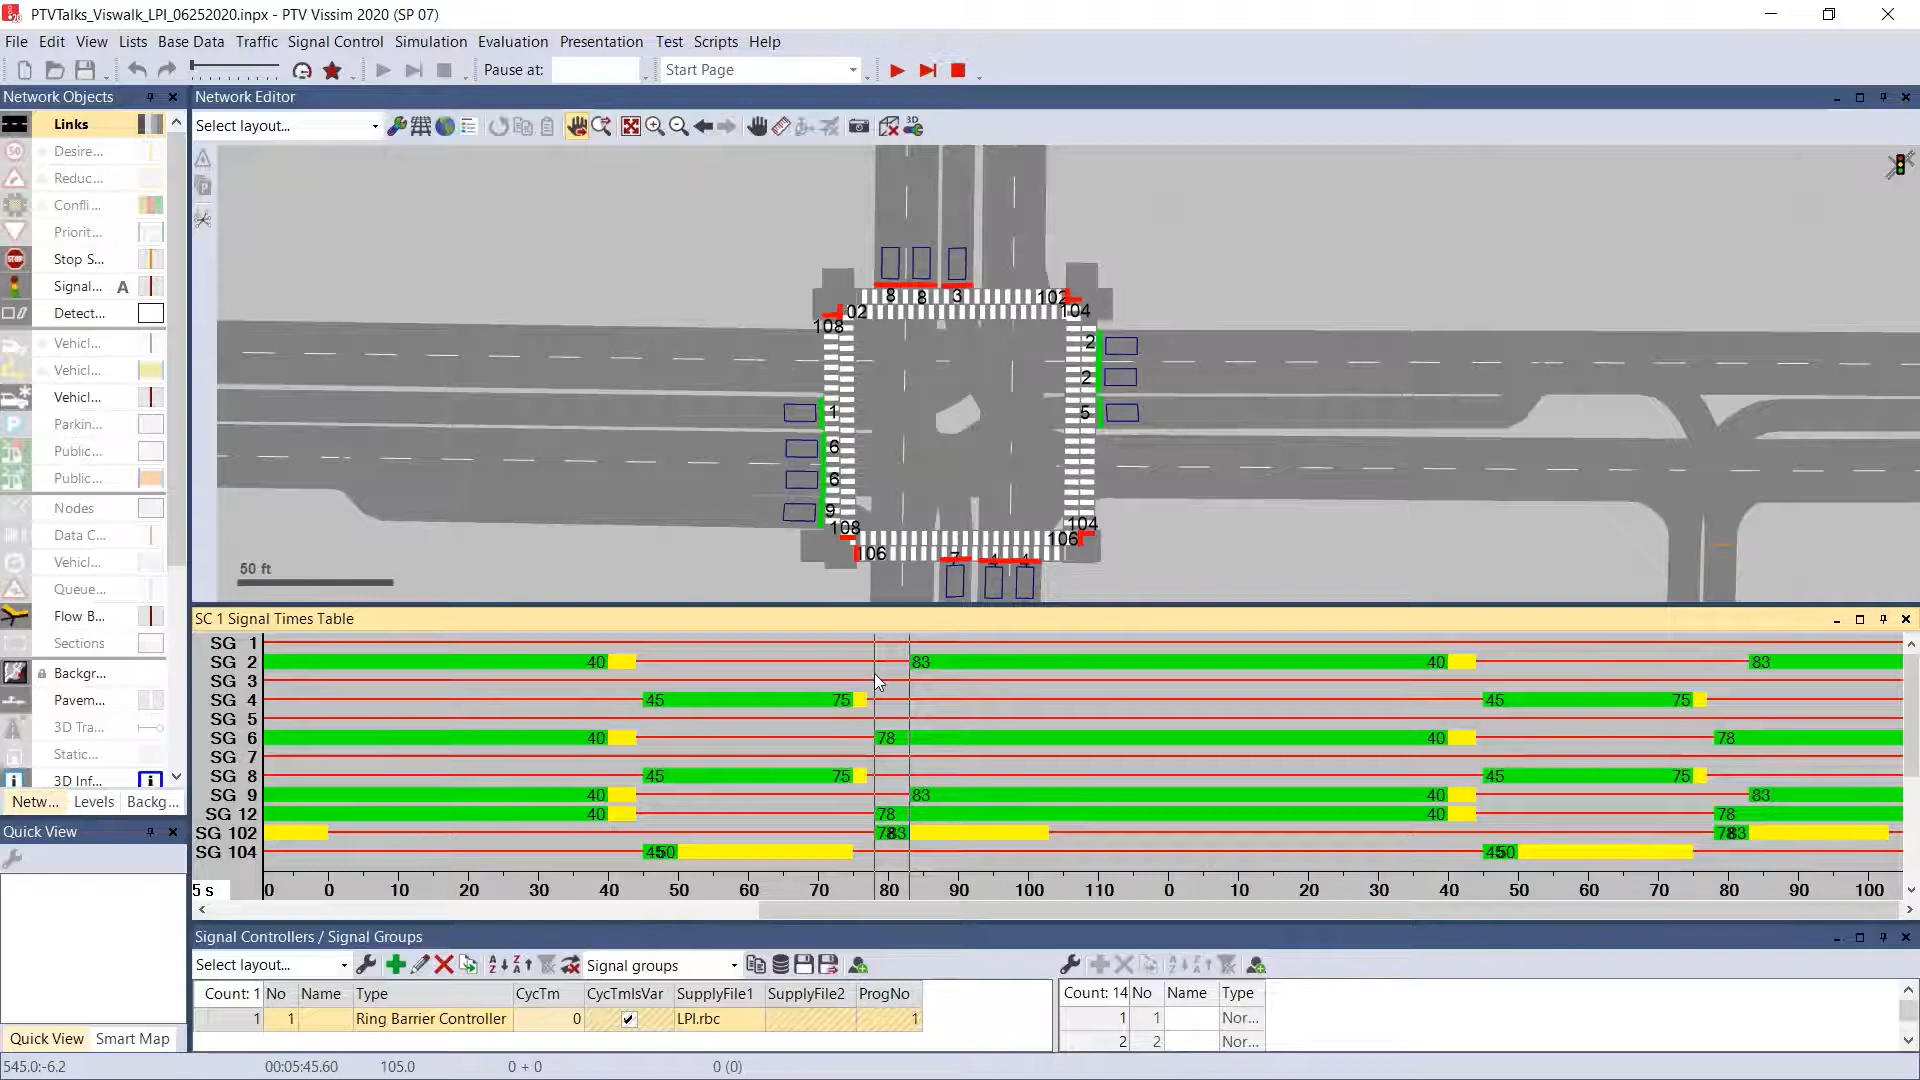 PTVTalks_Viswalk_LPI_06252020.inpx - PTV Vissim 2020 (SP 07)
File Edit View Lists Base Data Traffic Signal Control Simulation Evaluation Presentation Test Scripts Help
Pause at: Start Page
Network Objects
Links
Desire...
Reduc...
Confli...
Priorit...
Stop S...
Signal... A
Detect...
Vehicl...
Vehicl...
Vehicl...
Parkin...
Public...
Public...
Nodes
Data C...
Vehicl...
Queue...
Flow B...
Sections
Backgr...
Pavem...
3D Tra...
Static...
3D Inf...
Netw... Levels Backg...
Quick View
Quick View Smart Map
Network Editor
Select layout...
3D
8 8 3 102
02 104
108
2
2
1 5
6
6
9
108 104
106 7 4 4 106
50 ft
SC 1 Signal Times Table
SG 1
SG 2 40 83 40 83
SG 3
SG 4 45 75 45 75
SG 5
SG 6 40 78 40 78
SG 7
SG 8 45 75 45 75
SG 9 40 83 40 83
SG 12 40 78 40 78
SG 102 78 83 78 83
SG 104 45 50 45 50
5 s 0 0 10 20 30 40 50 60 70 80 90 100 110 0 10 20 30 40 50 60 70 80 90 100
Signal Controllers / Signal Groups
Select layout... Signal groups
Count: 1 No Name Type CycTm CycTmIsVar SupplyFile1 SupplyFile2 ProgNo
1 1 Ring Barrier Controller 0 LPI.rbc 1
Count: 14 No Name Type
1 1 Nor...
2 2 Nor...
545.0:-6.2 00:05:45.60 105.0 0 + 0 0 (0)